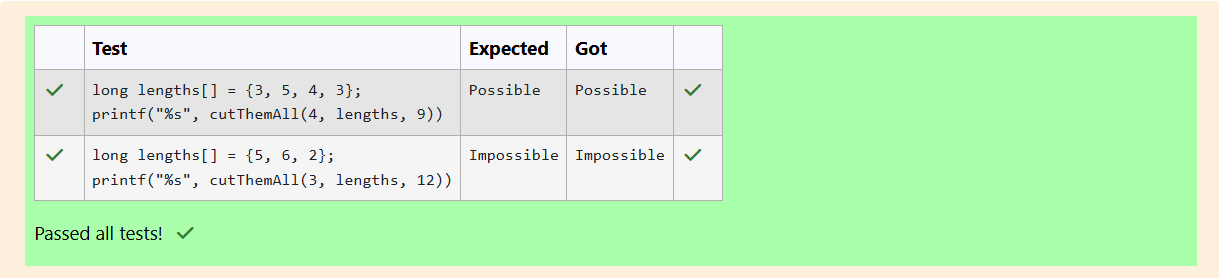 Test Expected Got
long lengths[] = {3, 5, 4, 3}; Possible Possible
printf("%s", cutThemAll(4, lengths, 9))
long lengths[] = {5, 6, 2}; Impossible Impossible
printf("%s", cutThemAll(3, lengths, 12))
Passed all tests!